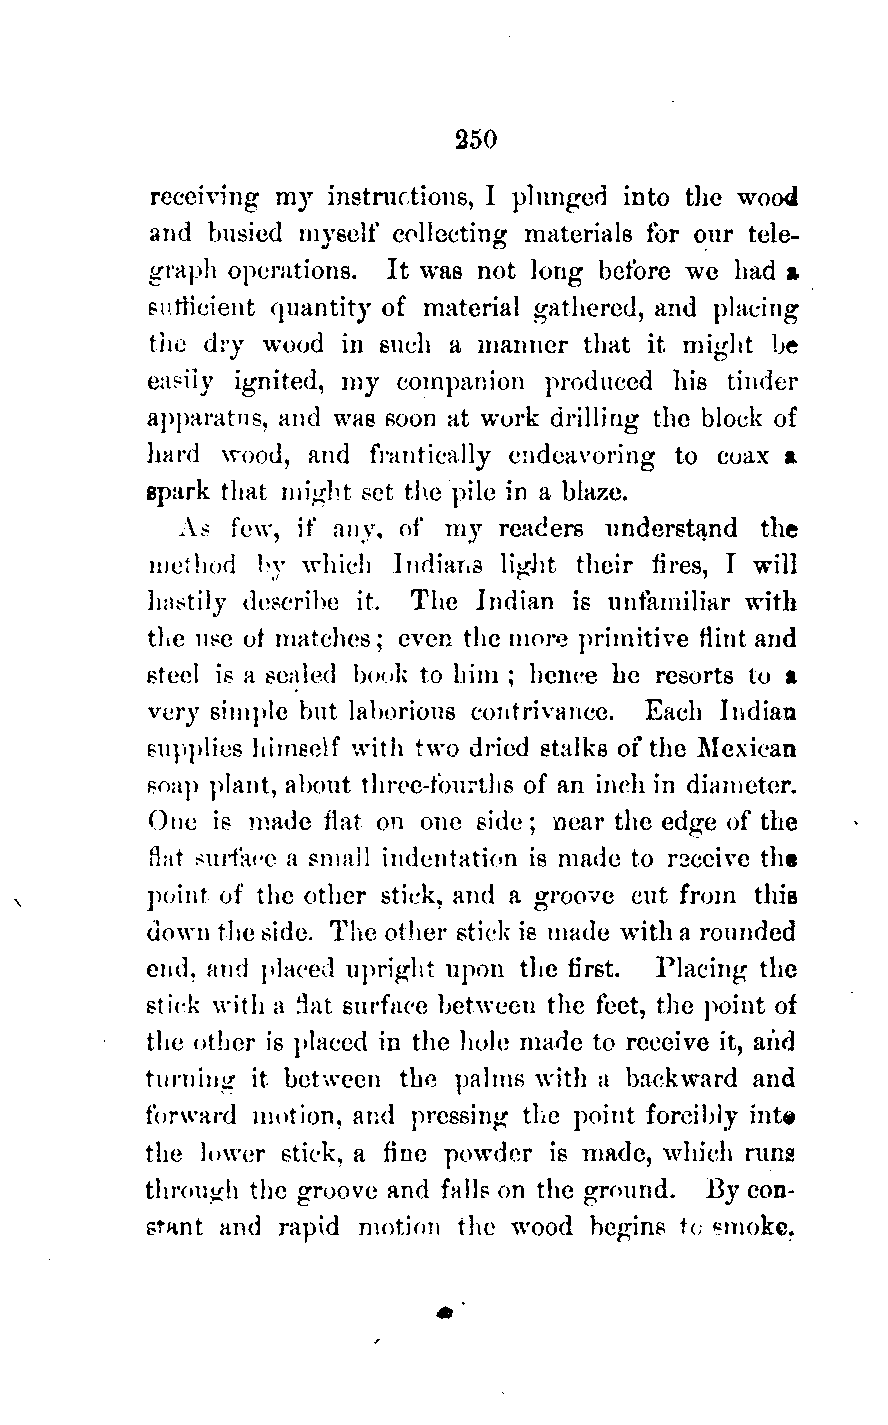 250
receiving my instructions, I plunged into the wood
and busied myself collecting materials for our tele-
graph operations. It was not long before we had a
sufficient quantity of material gathered, and placing
the dry wood in such a manner that it might be
easily ignited, my companion produced his tinder
apparatus, and was soon at work drilling the block of
hard wood, and frantically endeavoring to coax a
spark that might set the pile in a blaze.
As few, if any, of my readers understand the
method by which Indians light their fires, I will
hastily describe it. The Indian is unfamiliar with
the use of matches; even the more primitive flint and
steel is a sealed book to him; hence he resorts to a
very simple but laborious contrivance. Each Indian
supplies himself with two dried stalks of the Mexican
soap plant, about three-fourths of an inch in diameter.
One is made flat on one side; near the edge of the
flat surface a small indentation is made to receive the
point of the other stick, and a groove cut from this
down the side. The other stick is made with a rounded
end, and placed upright upon the first. Placing the
stick with a flat surface between the feet, the point of
the other is placed in the hole made to receive it, and
turning it between the palms with a backward and
forward motion, and pressing the point forcibly into
the lower stick, a fine powder is made, which runs
through the groove and falls on the ground. By con-
stant and rapid motion the wood begins to smoke.